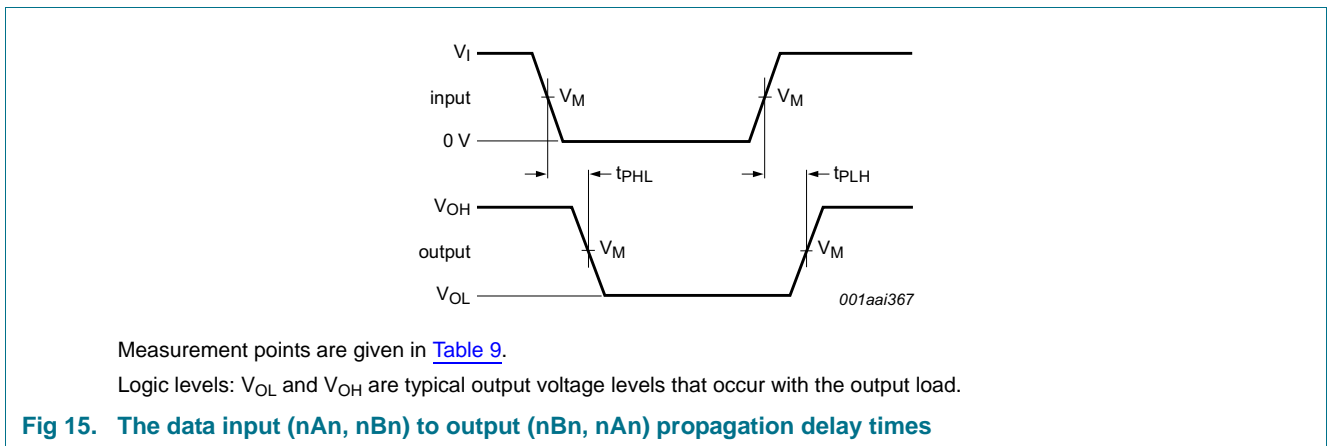 VI
input
VM
VM
0 V
tPHL
tPLH
VOH
output
VM
VM
VOL
001aai367
Measurement points are given in Table 9.
Logic levels: VOL and VOH are typical output voltage levels that occur with the output load.
Fig 15. The data input (nAn, nBn) to output (nBn, nAn) propagation delay times